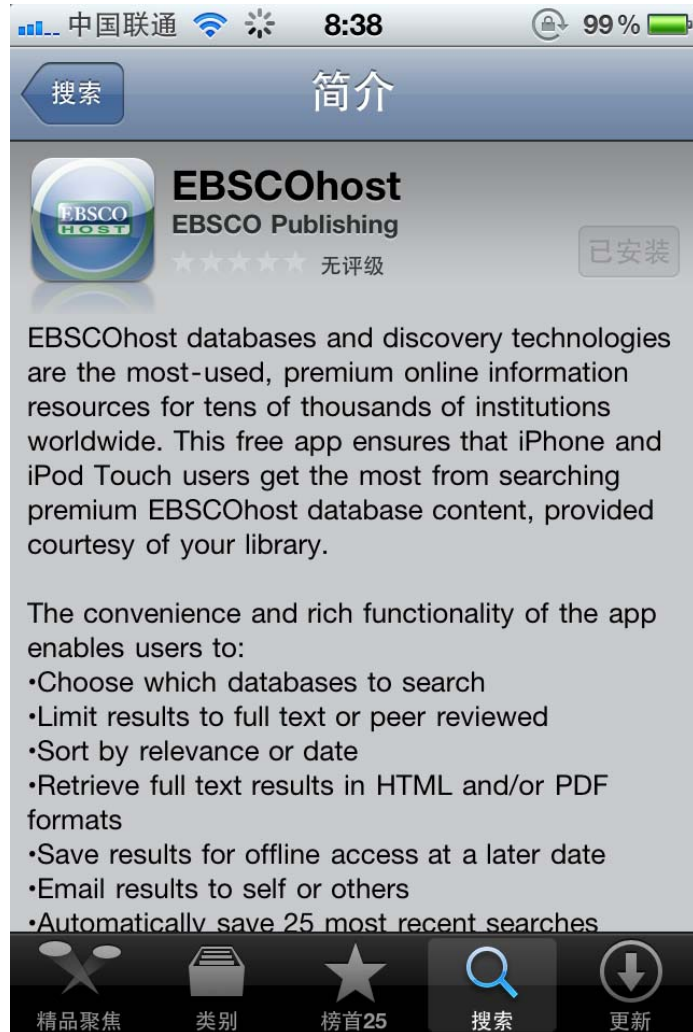 中国联通 8:38 99%
搜索 简介
EBSCO
HOST
EBSCOhost
EBSCO Publishing
无评级
已安装
EBSCOhost databases and discovery technologies
are the most-used, premium online information
resources for tens of thousands of institutions
worldwide. This free app ensures that iPhone and
iPod Touch users get the most from searching
premium EBSCOhost database content, provided
courtesy of your library.
The convenience and rich functionality of the app
enables users to:
•Choose which databases to search
•Limit results to full text or peer reviewed
•Sort by relevance or date
•Retrieve full text results in HTML and/or PDF
formats
•Save results for offline access at a later date
•Email results to self or others
•Automatically save 25 most recent searches
精品聚焦 类别 榜首25 搜索 更新